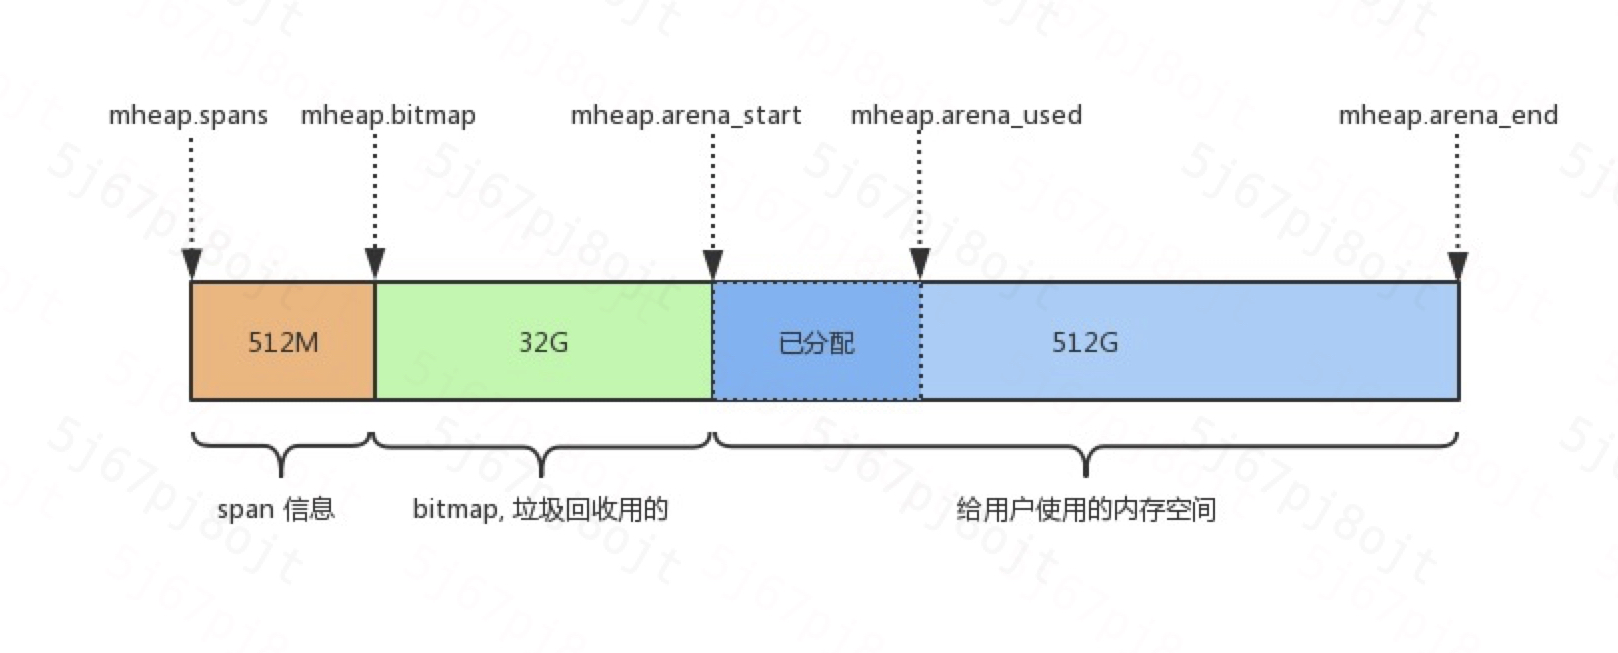 mheap.spans mheap.bitmap mheap.arena_start mheap.arena_used mheap.arena_end
512M 32G 已分配 512G
span 信息 bitmap, 垃圾回收用的 给用户使用的内存空间
5j67pj8ojt